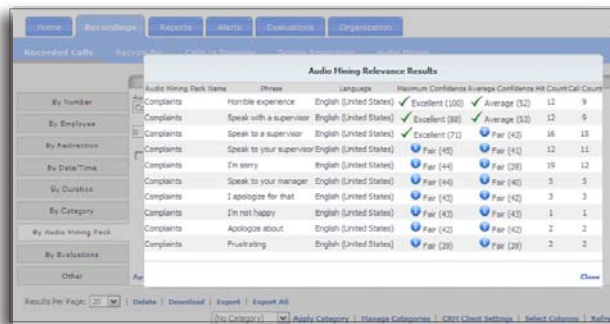 Home Recordings Reports Alerts Evaluations Organization
Recorded Calls
Audio Mining Relevance Results
Audio Mining Pack Name Phrase Language Maximum Confidence Average Confidence Hit Count Call Count
Complaints Horrible experience English (United States) Excellent (100) Average (52) 12 9
Complaints Speak with a supervisor English (United States) Excellent (88) Average (53) 12 9
Complaints Speak to a supervisor English (United States) Excellent (71) Fair (43) 16 15
Complaints Speak to your supervisor English (United States) Fair (45) Fair (41) 12 11
Complaints I'm sorry English (United States) Fair (44) Fair (28) 19 12
Complaints Speak to your manager English (United States) Fair (44) Fair (40) 5 5
Complaints I apologize for that English (United States) Fair (43) Fair (42) 3 3
Complaints I'm not happy English (United States) Fair (43) Fair (43) 1 1
Complaints Apologize about English (United States) Fair (42) Fair (42) 2 2
Complaints Frustrating English (United States) Fair (28) Fair (28) 2 2
Close
By Number
By Employee
By Redirection
By Date/Time
By Duration
By Category
By Audio Mining Pack
By Evaluations
Other
Results Per Page: 20 Delete | Download | Export | Export All
(No Category) Apply Category | Manage Categories | CRM Client Settings | Select Columns | Refre